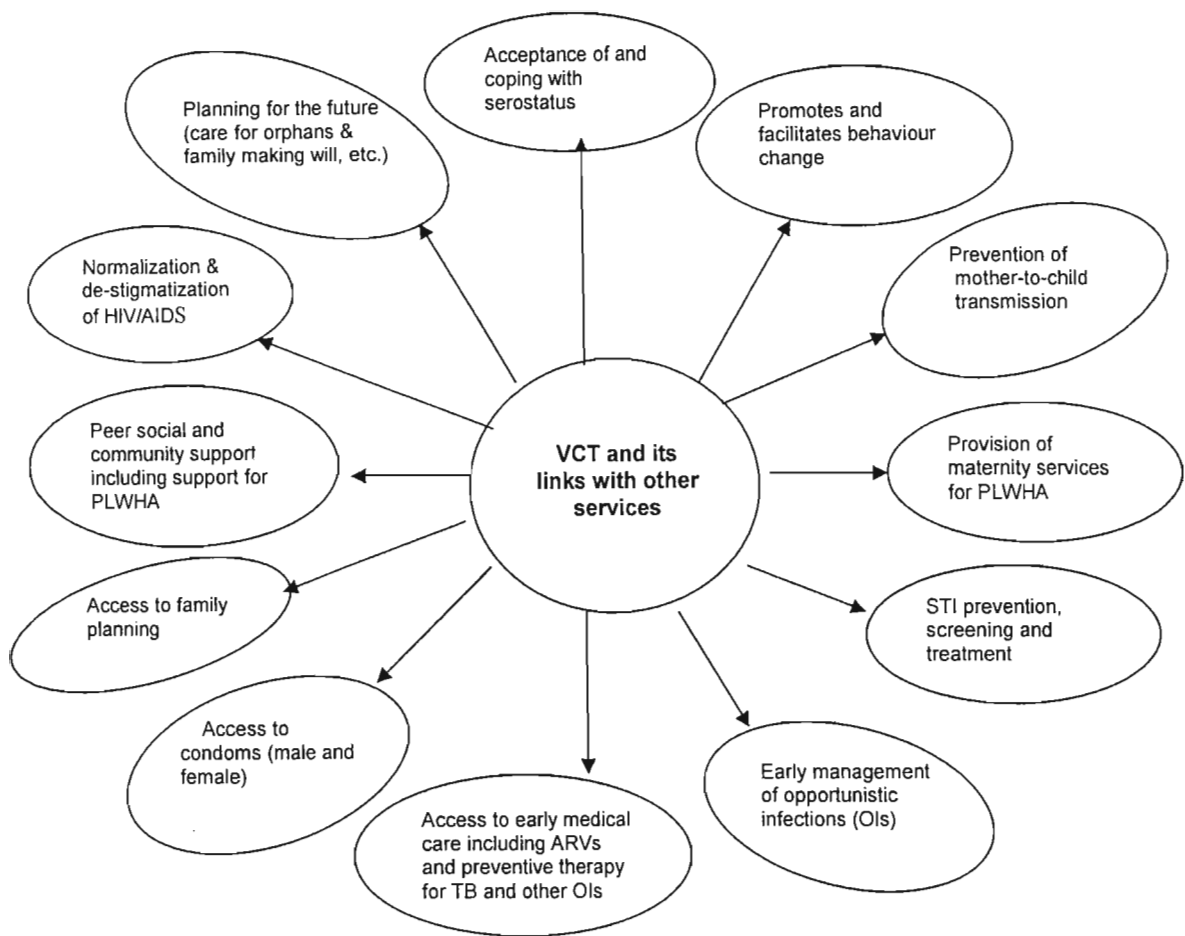 Acceptance of and
coping with
serostatus
Promotes and
facilitates behaviour
change
Prevention of
mother-to-child
transmission
Provision of
maternity services
for PLWHA
STI prevention,
screening and
treatment
Early management
of opportunistic
infections (OIs)
Access to early medical
care including ARVs
and preventive therapy
for TB and other OIs
Access to
condoms (male and
female)
Access to family
planning
Peer social and
community support
including support for
PLWHA
Normalization &
de-stigmatization
of HIV/AIDS
Planning for the future
(care for orphans &
family making will, etc.)
VCT and its
links with other
services